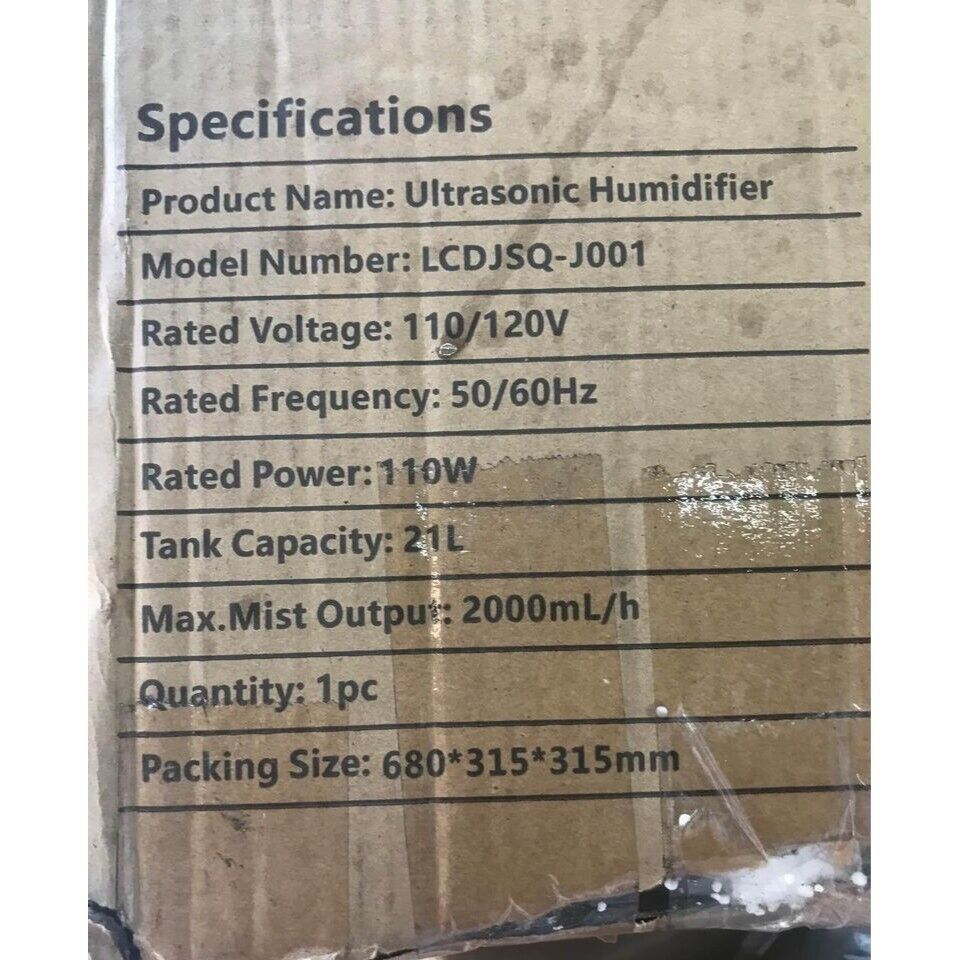 Specifications
Product Name: Ultrasonic Humidifier
Model Number: LCDJSQ-J001
Rated Voltage: 110/120V
Rated Frequency: 50/60Hz
Rated Power: 110W
Tank Capacity: 21L
Max.Mist Output: 2000mL/h
Quantity: 1pc
Packing Size: 680*315*315mm